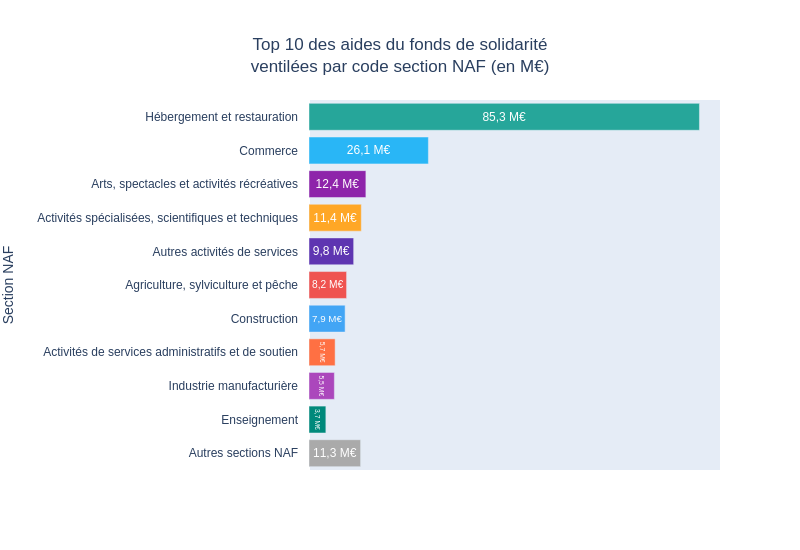 Top 10 des aides du fonds de solidarité
ventilées par code section NAF (en M€)
Section NAF
Hébergement et restauration 85,3 M€
Commerce 26,1 M€
Arts, spectacles et activités récréatives 12,4 M€
Activités spécialisées, scientifiques et techniques 11,4 M€
Autres activités de services 9,8 M€
Agriculture, sylviculture et pêche 8,2 M€
Construction 7,9 M€
Activités de services administratifs et de soutien 5,7 M€
Industrie manufacturière 5,5 M€
Enseignement 3,7 M€
Autres sections NAF 11,3 M€